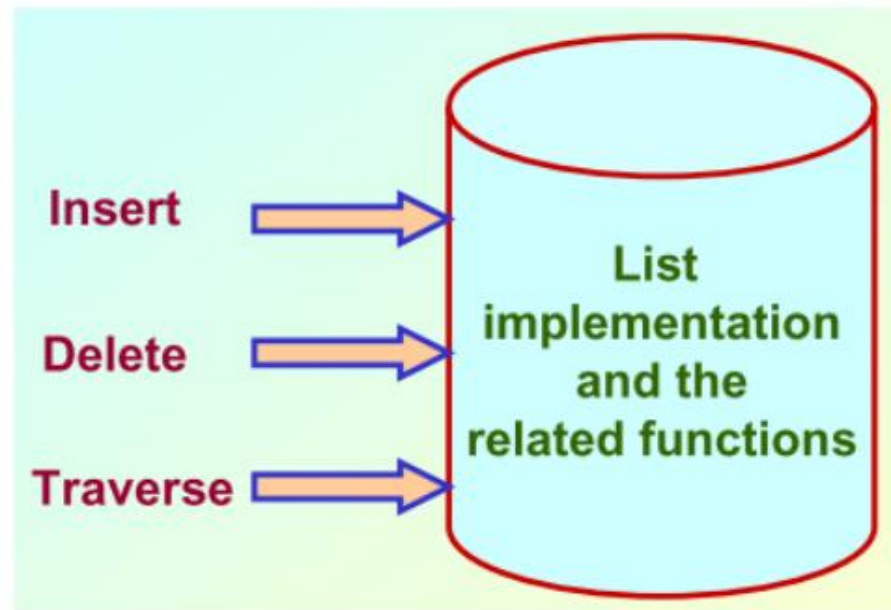 Insert
Delete
Traverse
List
implementation
and the
related functions